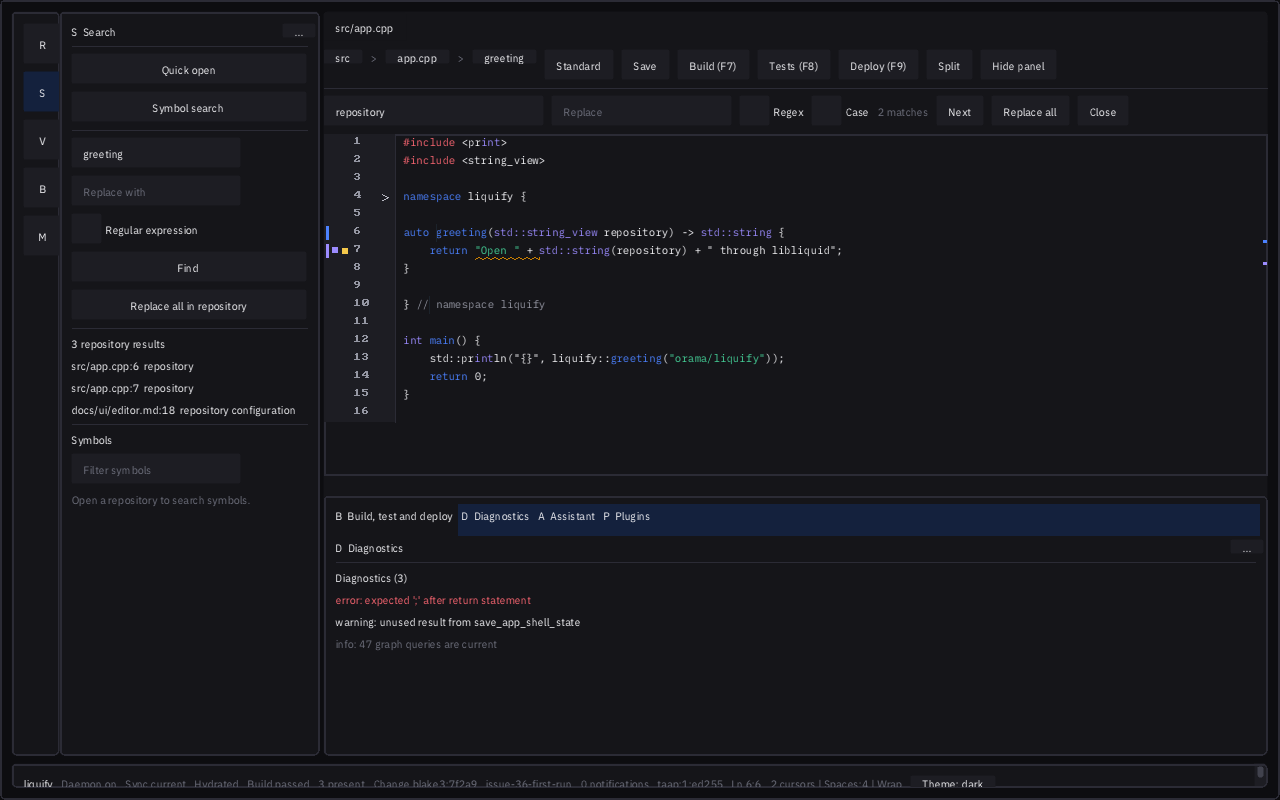 R
S
V
B
M
S Search
...
Quick open
Symbol search
greeting
Replace with
Regular expression
Find
Replace all in repository
3 repository results
src/app.cpp:6 repository
src/app.cpp:7 repository
docs/ui/editor.md:18 repository configuration
Symbols
Filter symbols
Open a repository to search symbols.
src/app.cpp
src > app.cpp > greeting Standard Save Build (F7) Tests (F8) Deploy (F9) Split Hide panel
repository Replace Regex Case 2 matches Next Replace all Close
1 #include <print>
2 #include <string_view>
3
4 > namespace liquify {
5
6 auto greeting(std::string_view repository) -> std::string {
7 return "Open " + std::string(repository) + " through libliquid";
8 }
9
10 } // namespace liquify
11
12 int main() {
13 std::println("{}", liquify::greeting("orama/liquify"));
14 return 0;
15 }
16
B Build, test and deploy D Diagnostics A Assistant P Plugins
D Diagnostics
...
Diagnostics (3)
error: expected ';' after return statement
warning: unused result from save_app_shell_state
info: 47 graph queries are current
liquify Daemon on Sync current Hydrated Build passed 3 present Change blake3:7f2a9 issue-36-first-run 0 notifications taap:1:ed255 Ln 6:6 2 cursors | Spaces:4 | Wrap Theme: dark